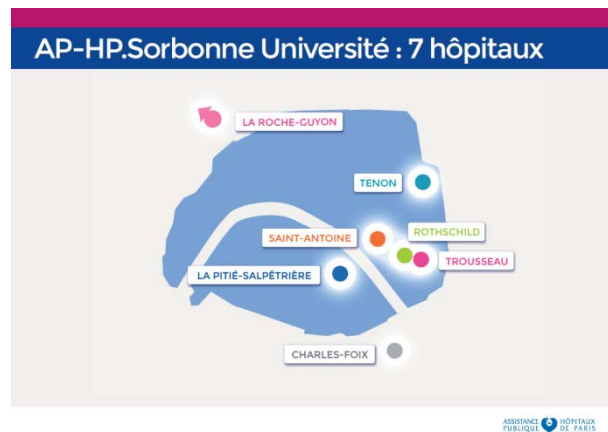 AP-HP.Sorbonne Université : 7 hôpitaux
LA ROCHE-GUYON
TENON
SAINT-ANTOINE
ROTHSCHILD
TROUSSEAU
LA PITIÉ-SALPÊTRIÈRE
CHARLES-FOIX
ASSISTANCE HÔPITAUX
PUBLIQUE DE PARIS